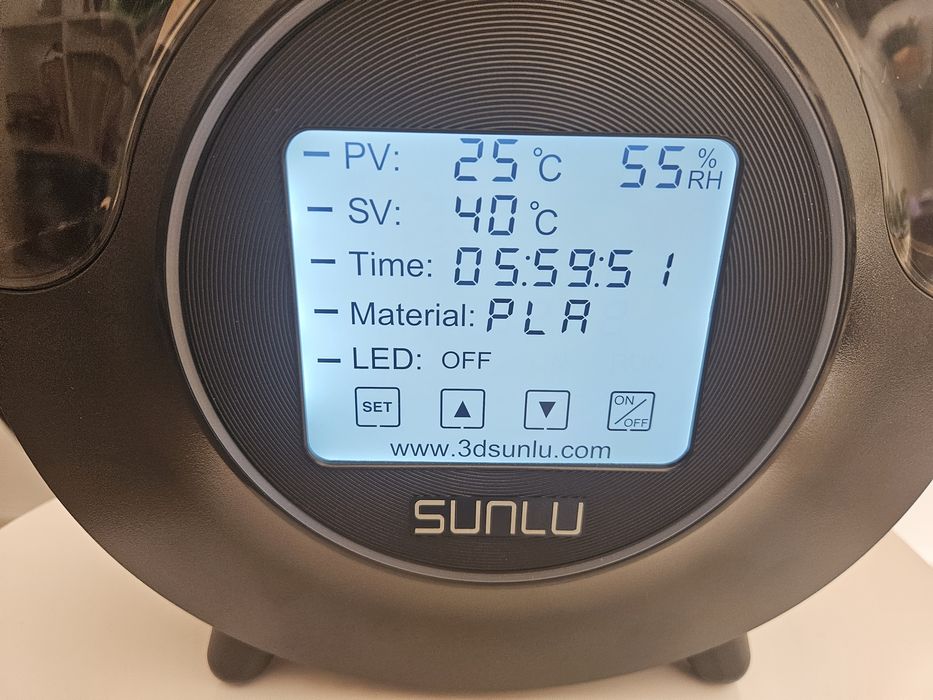 PV: 25 °C 55 % RH
SV: 40 °C
Time: 05:59:51
Material: PLA
LED: OFF
SET ▲ ▼ ON/OFF
www.3dsunlu.com
SUNLU